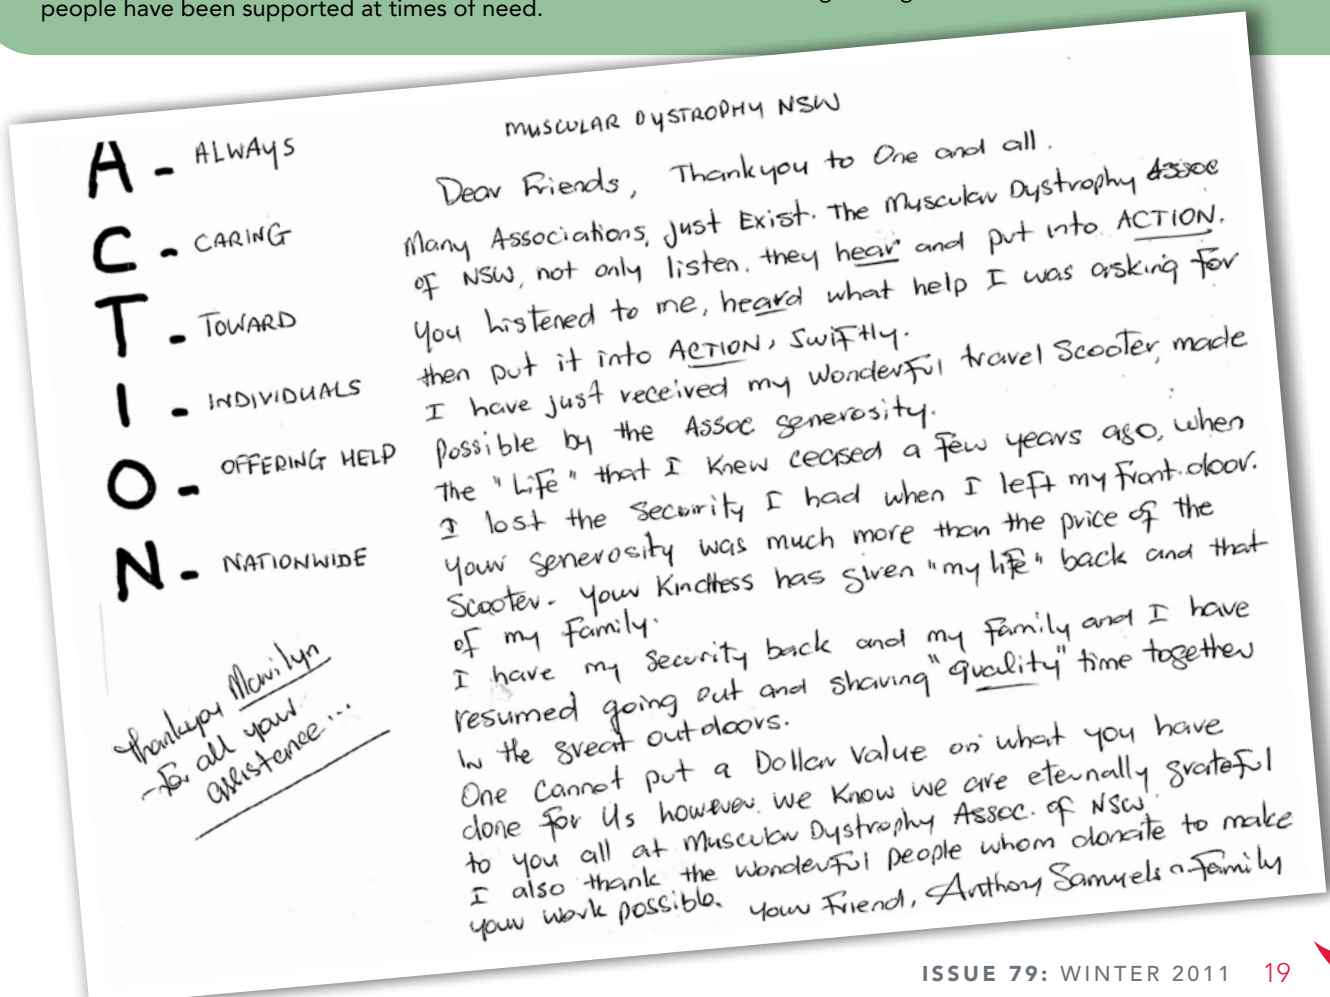 people have been supported at times of need.
A - ALWAYS
C - CARING
T - TOWARD
I - INDIVIDUALS
O - OFFERING HELP
N - NATIONWIDE
Thankyou Marilyn
for all your
assistence...
MUSCULAR DYSTROPHY NSW
Dear Friends, Thankyou to One and all.
Many Associations, just Exist. The Muscular Dystrophy Assoc
of NSW, not only listen, they hear and put into ACTION.
You listened to me, heard what help I was asking for
then put it into ACTION, Swiftly.
I have just received my wonderful travel Scooter, made
possible by the Assoc generosity.
The "Life" that I knew ceased a few years ago, when
I lost the Security I had when I left my front door.
Your generosity was much more than the price of the
Scooter. Your Kindness has given "my life" back and that
of my family.
I have my Security back and my family and I have
resumed going out and sharing "quality" time together
in the great outdoors.
One Cannot put a Dollar Value on what you have
done for Us however we Know we are eternally grateful
to you all at Muscular Dystrophy Assoc. of NSW.
I also thank the wonderful people whom donate to make
your work possible. Your Friend, Anthony Samuels n Family
ISSUE 79: WINTER 2011 19